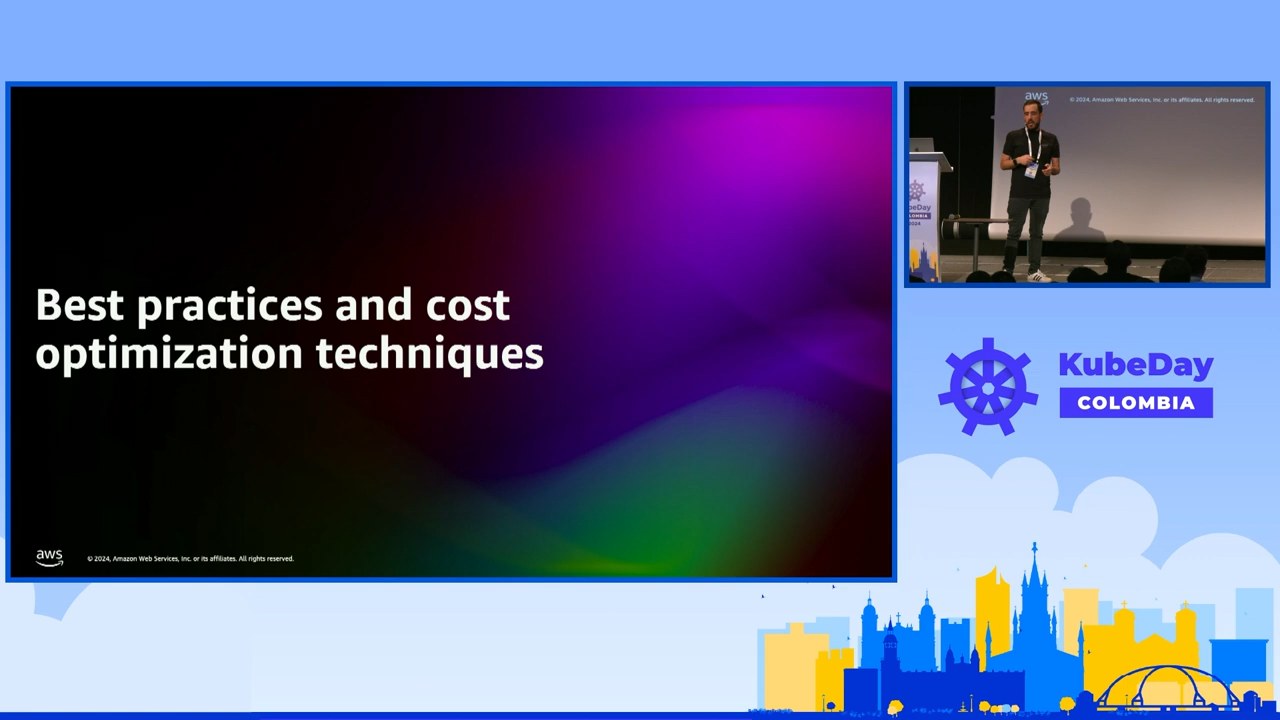 Best practices and cost
optimization techniques
aws
© 2024, Amazon Web Services, Inc. or its affiliates. All rights reserved.
aws
© 2024, Amazon Web Services, Inc. or its affiliates. All rights reserved.
KubeDay
COLOMBIA